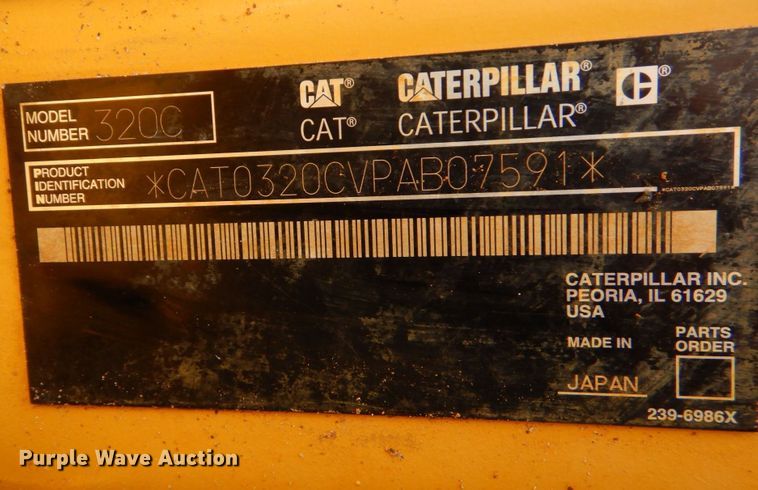 CAT® CATERPILLAR® C®
CAT® CATERPILLAR®
MODEL NUMBER 320C
PRODUCT IDENTIFICATION NUMBER *CAT0320CVPAB07591*
*CAT0320CVPAB07591*
CATERPILLAR INC.
PEORIA, IL 61629
USA
MADE IN JAPAN
PARTS ORDER
239-6986X
Purple Wave Auction